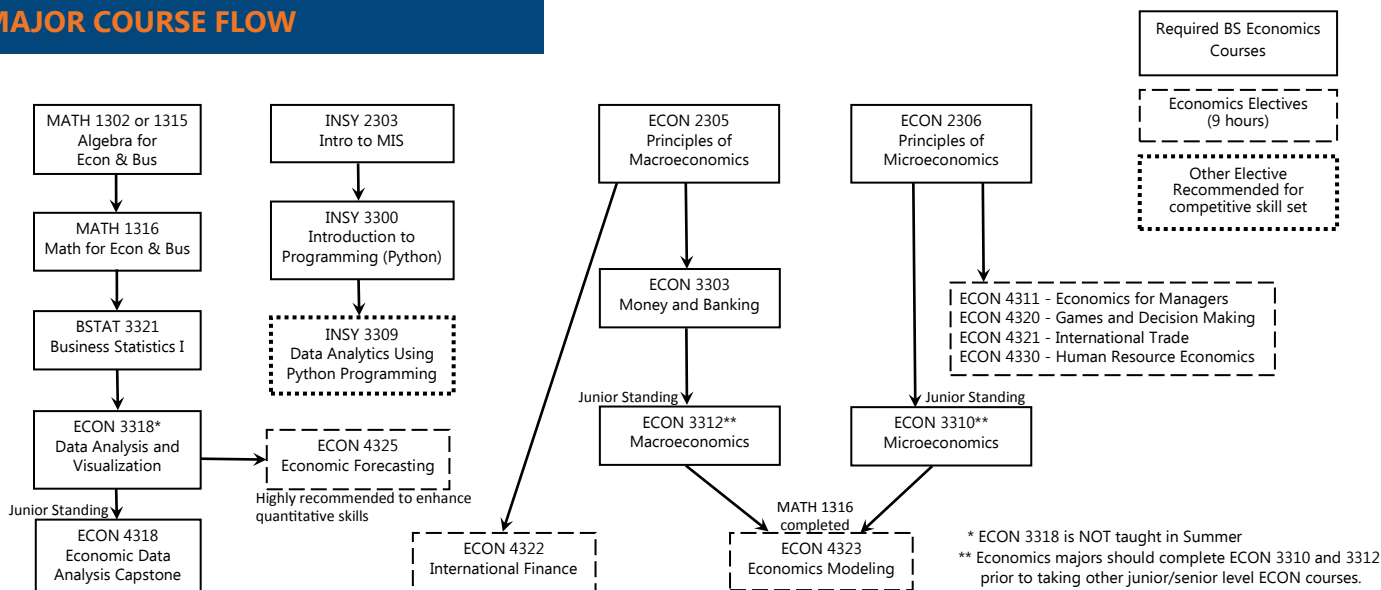 MAJOR COURSE FLOW
Required BS Economics
Courses
Economics Electives
(9 hours)
Other Elective
Recommended for
competitive skill set
MATH 1302 or 1315
Algebra for
Econ & Bus
MATH 1316
Math for Econ & Bus
BSTAT 3321
Business Statistics I
ECON 3318*
Data Analysis and
Visualization
Junior Standing
ECON 4318
Economic Data
Analysis Capstone
INSY 2303
Intro to MIS
INSY 3300
Introduction to
Programming (Python)
INSY 3309
Data Analytics Using
Python Programming
ECON 4325
Economic Forecasting
Highly recommended to enhance
quantitative skills
ECON 2305
Principles of
Macroeconomics
ECON 3303
Money and Banking
Junior Standing
ECON 3312**
Macroeconomics
ECON 4322
International Finance
ECON 2306
Principles of
Microeconomics
ECON 4311 - Economics for Managers
ECON 4320 - Games and Decision Making
ECON 4321 - International Trade
ECON 4330 - Human Resource Economics
Junior Standing
ECON 3310**
Microeconomics
MATH 1316
completed
ECON 4323
Economics Modeling
* ECON 3318 is NOT taught in Summer
** Economics majors should complete ECON 3310 and 3312
prior to taking other junior/senior level ECON courses.